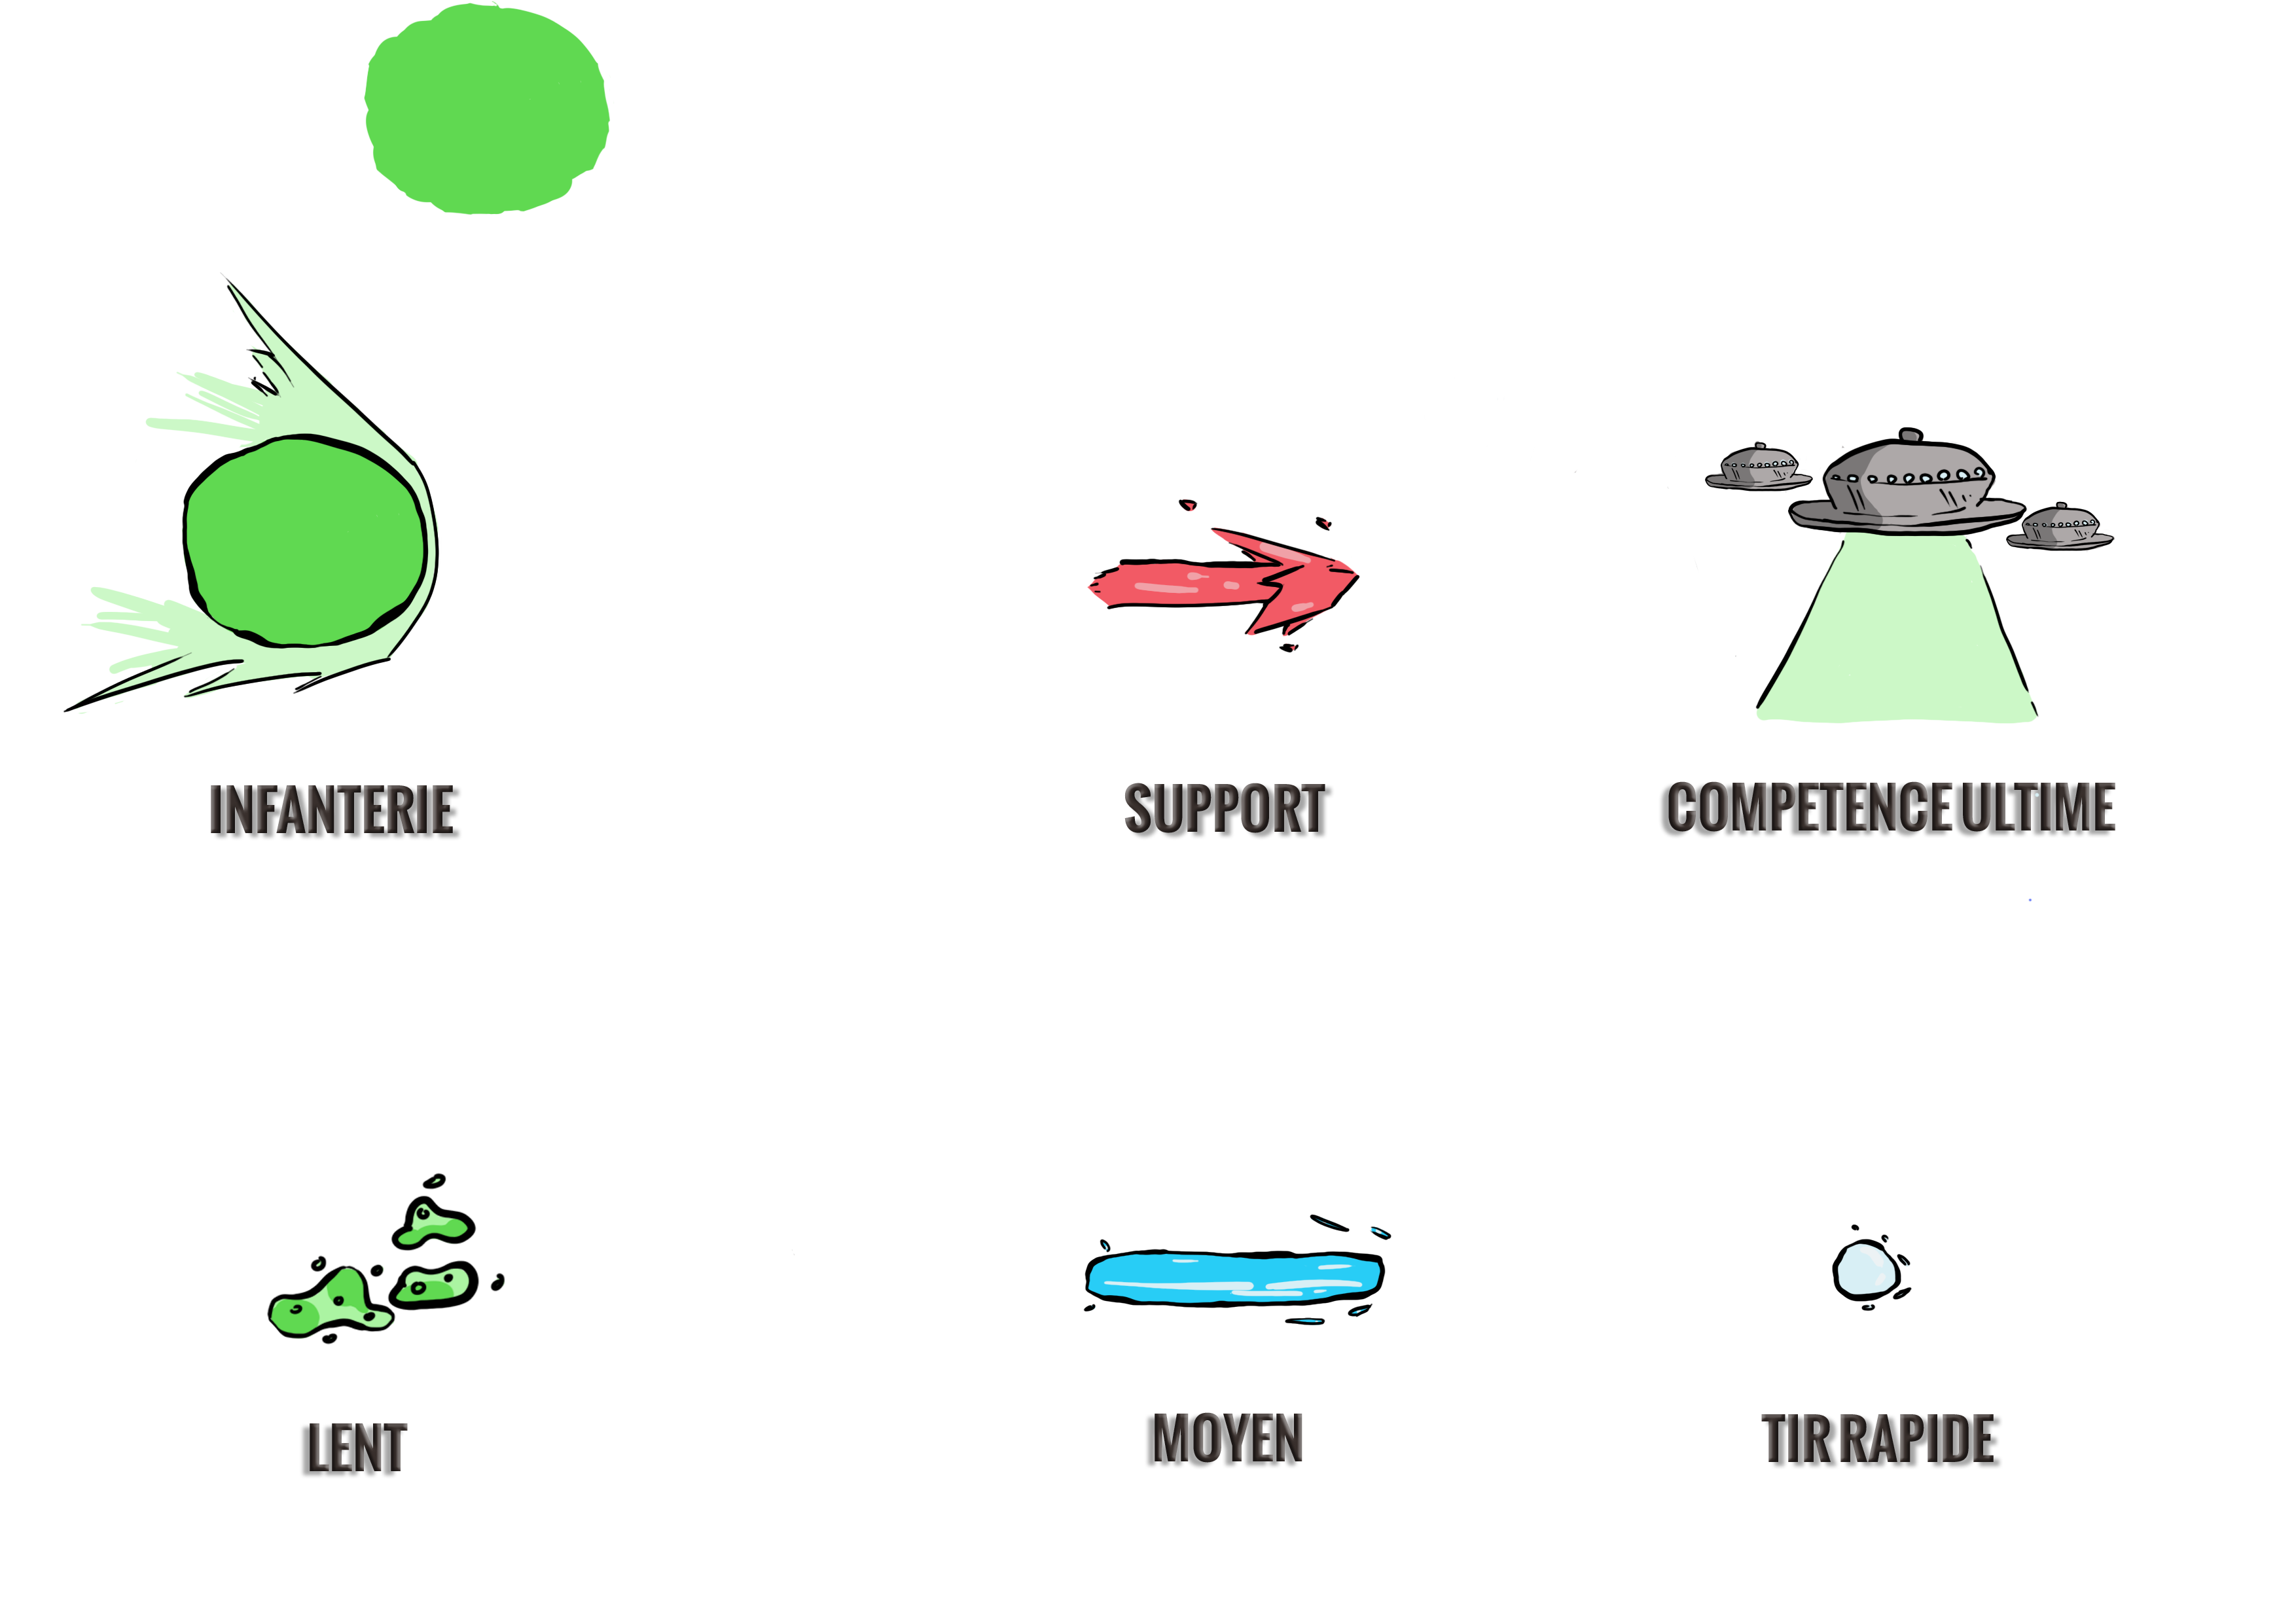 INFANTERIE
SUPPORT
COMPETENCE ULTIME
LENT
MOYEN
TIR RAPIDE